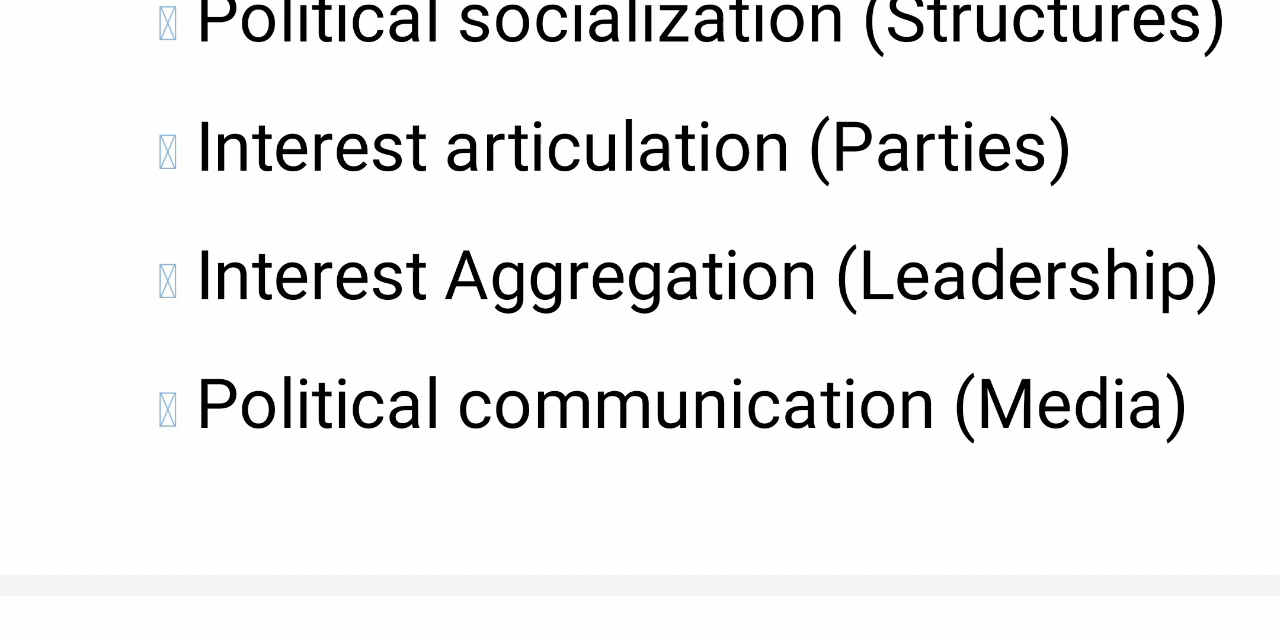 Political socialization (Structures)
Interest articulation (Parties)
Interest Aggregation (Leadership)
Political communication (Media)